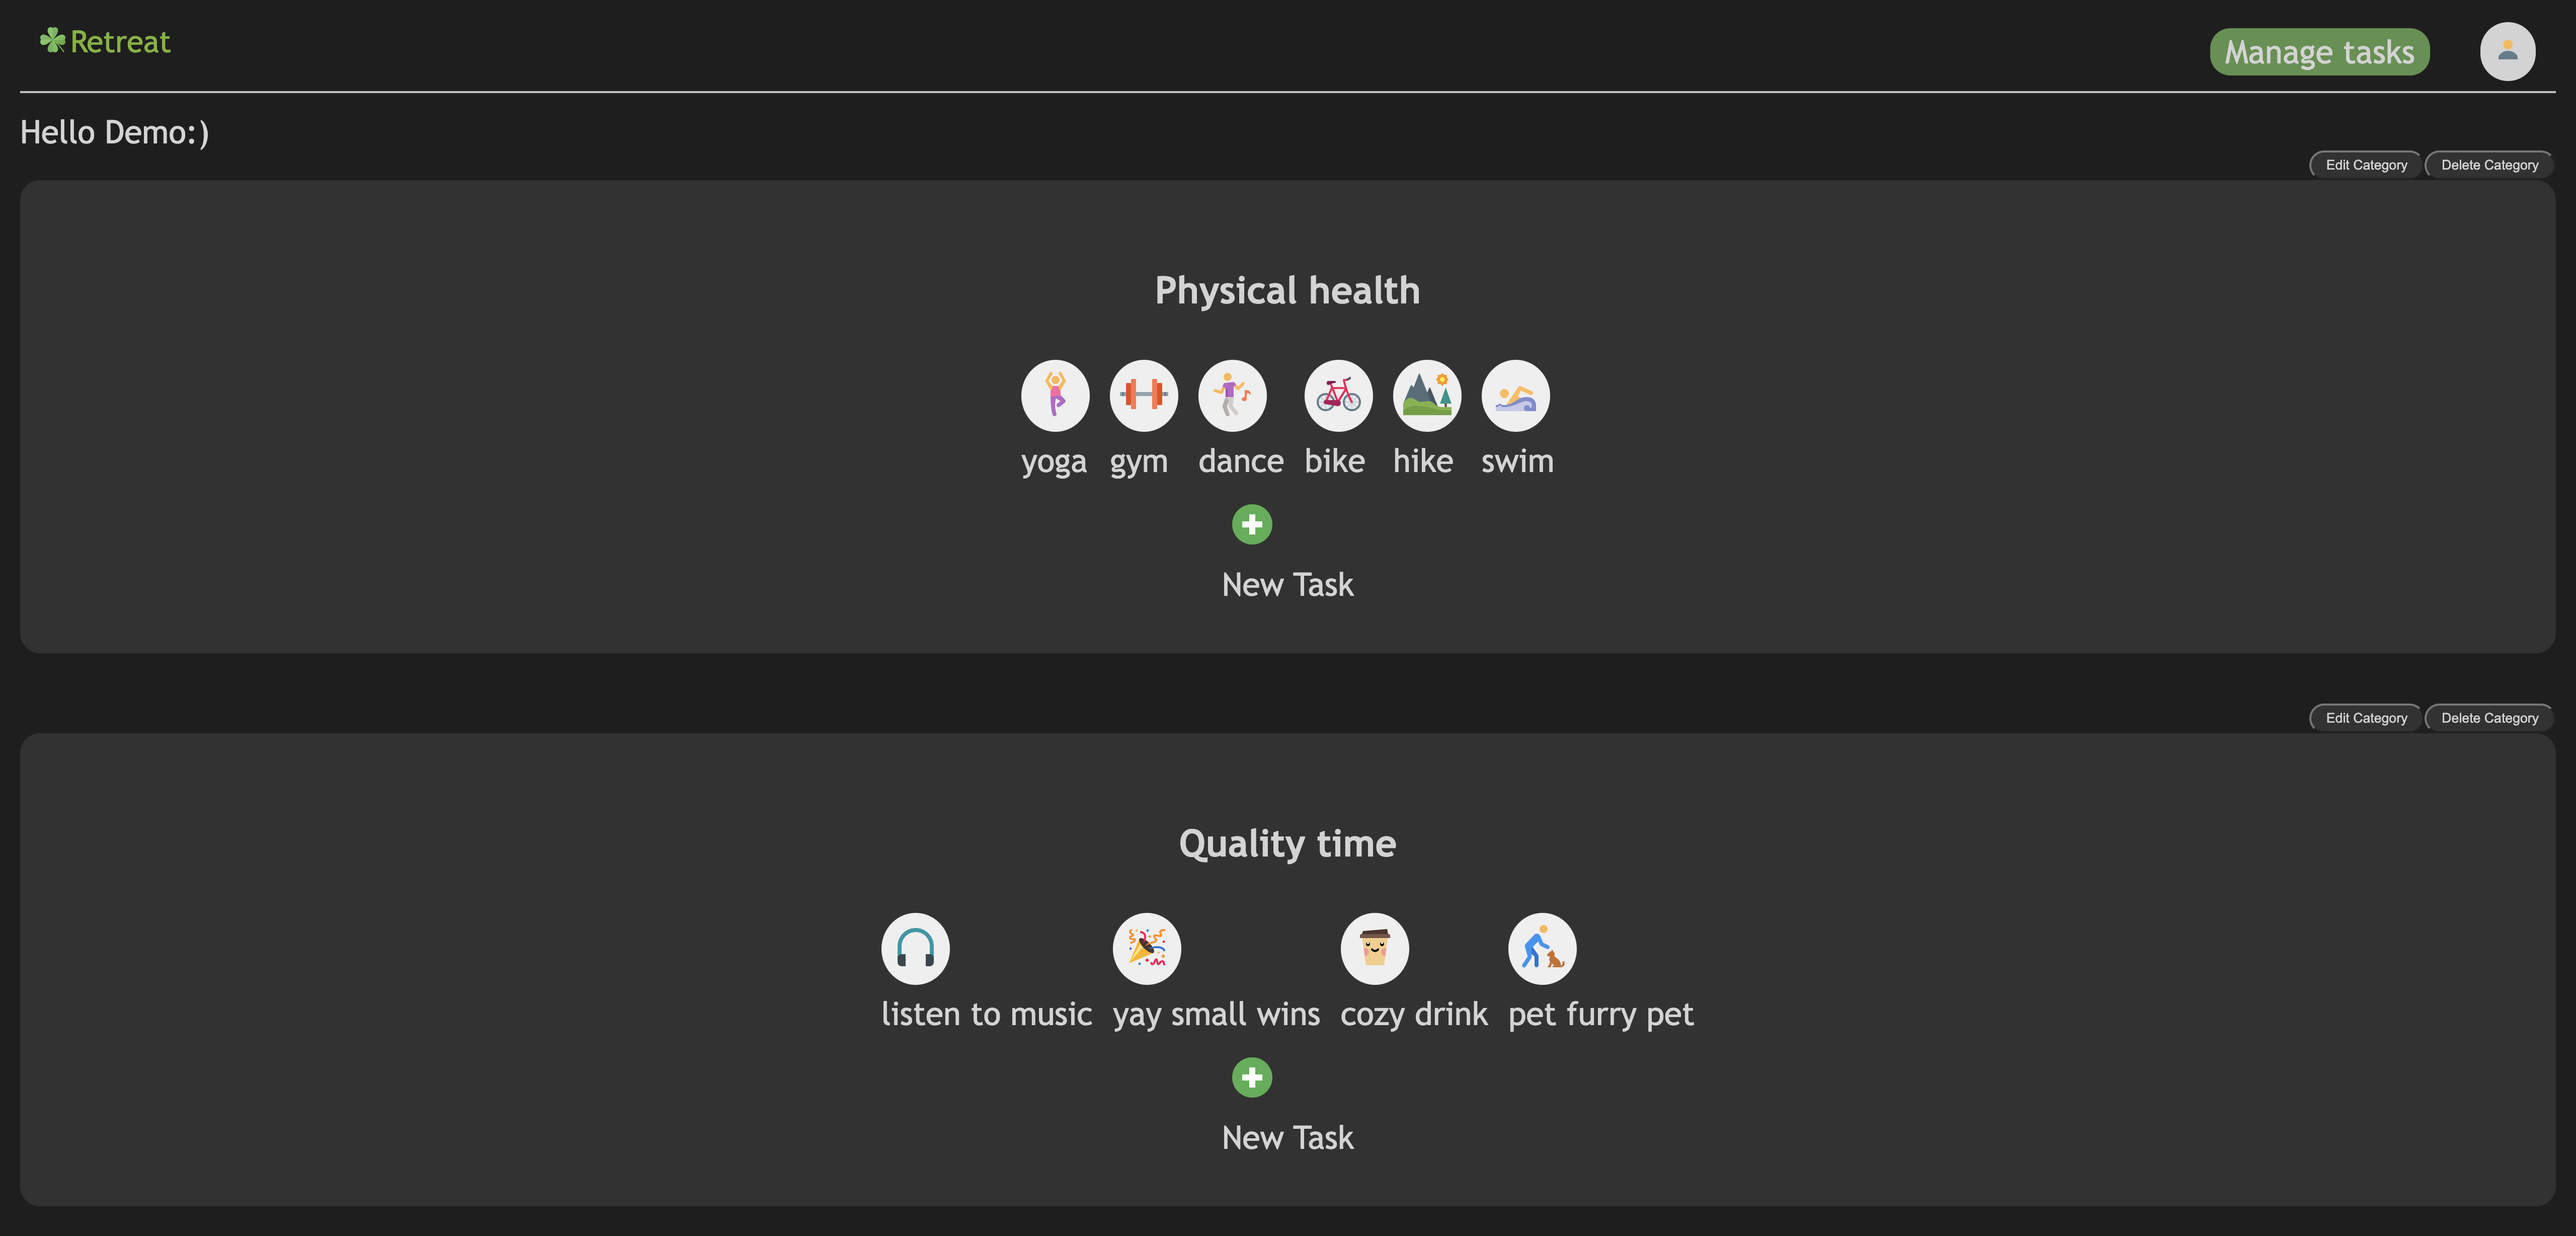 Retreat
Manage tasks
Hello Demo:)
Edit Category Delete Category
Physical health
yoga gym dance bike hike swim
New Task
Edit Category Delete Category
Quality time
listen to music yay small wins cozy drink pet furry pet
New Task